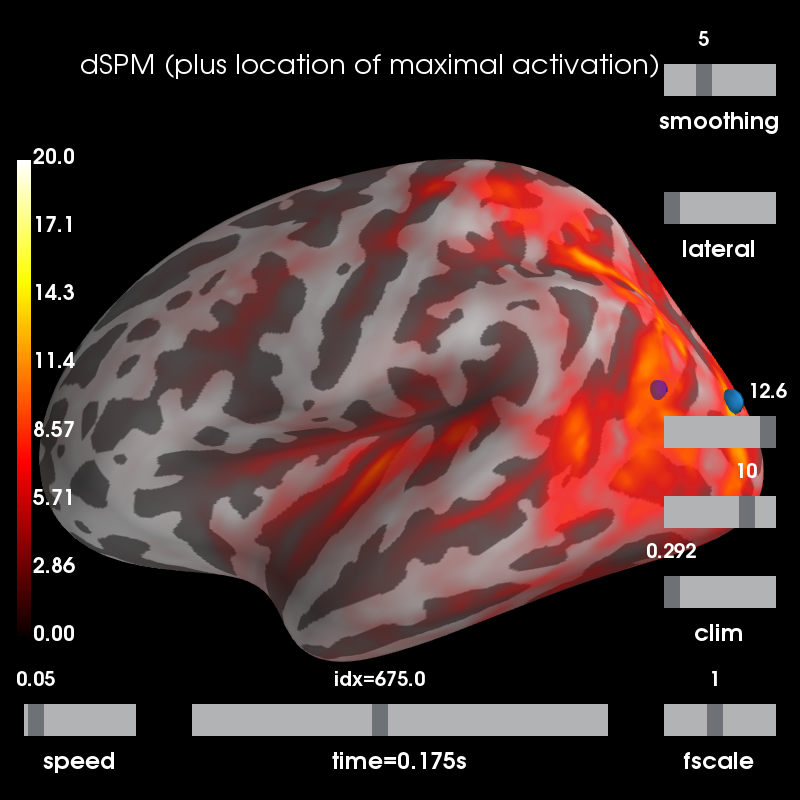 5
dSPM (plus location of maximal activation)
smoothing
20.0
17.1
14.3
11.4
8.57
5.71
2.86
0.00
lateral
12.6
10
0.292
clim
0.05
speed
idx=675.0
time=0.175s
1
fscale